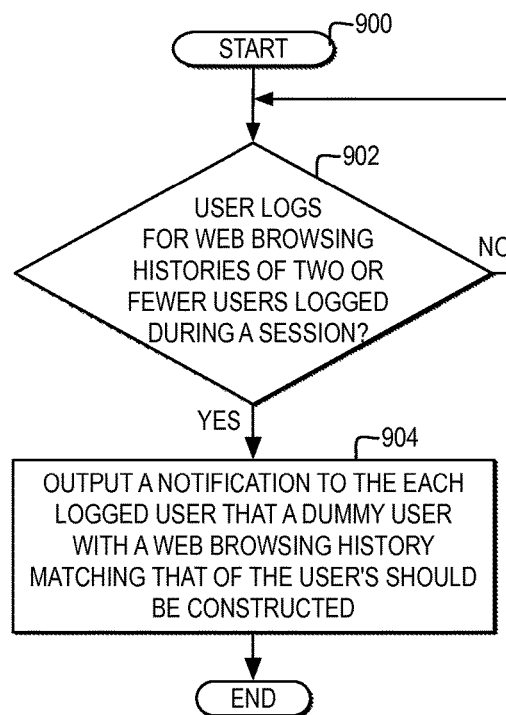 900
START
902
USER LOGS
FOR WEB BROWSING
HISTORIES OF TWO OR
FEWER USERS LOGGED
DURING A SESSION?
NO
YES
904
OUTPUT A NOTIFICATION TO THE EACH
LOGGED USER THAT A DUMMY USER
WITH A WEB BROWSING HISTORY
MATCHING THAT OF THE USER'S SHOULD
BE CONSTRUCTED
END